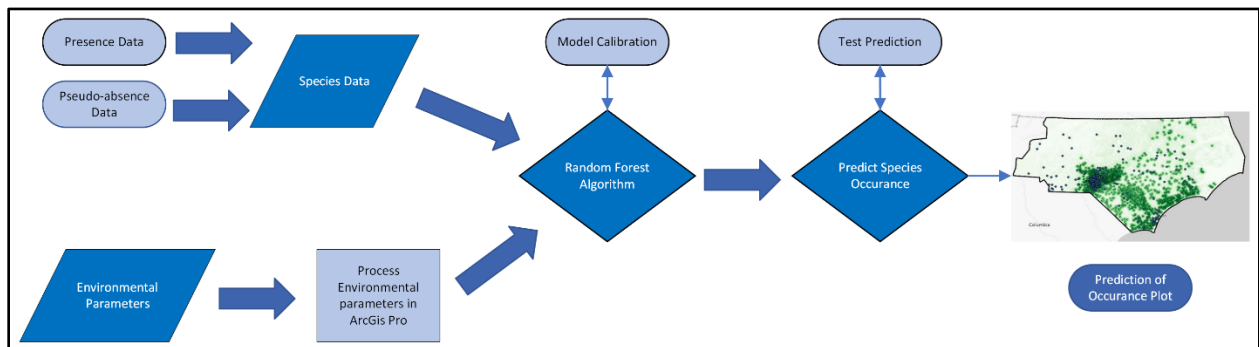 Presence Data
Pseudo-absence
Data
Species Data
Model Calibration
Test Prediction
Random Forest
Algorithm
Predict Species
Occurance
Environmental
Parameters
Process
Environmental
parameters in
ArcGis Pro
Columbia
Prediction of
Occurance Plot